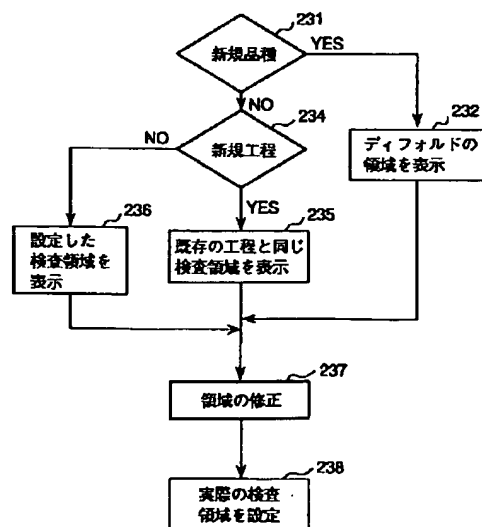 231
新規品種
YES
NO
234
232
新規工程
NO
ディフォルドの
領域を表示
YES
236
235
設定した
検査領域を
表示
既存の工程と同じ
検査領域を表示
237
領域の修正
238
実際の検査
領域を設定